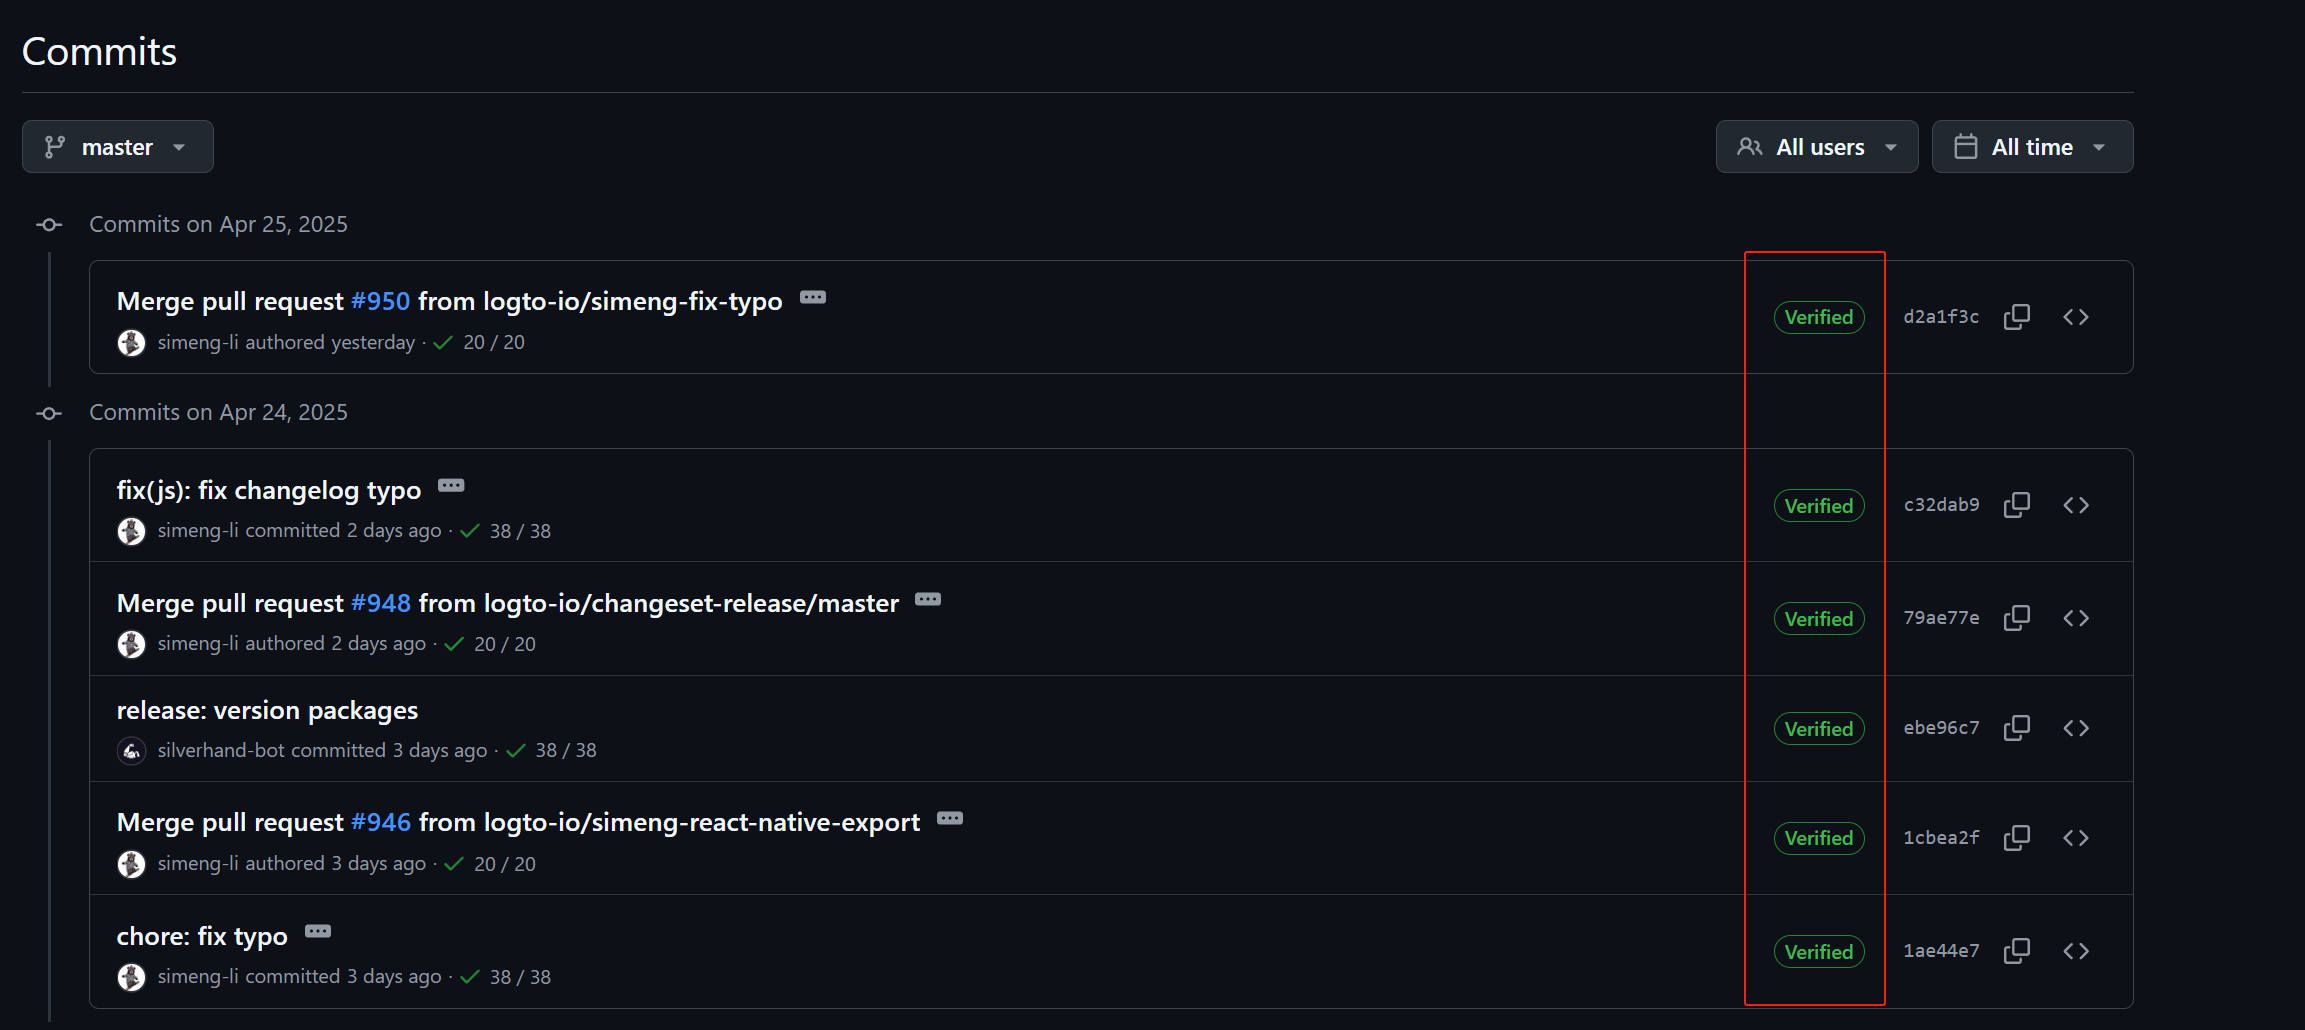 Commits
master
All users
All time
Commits on Apr 25, 2025
Merge pull request #950 from logto-io/simeng-fix-typo
simeng-li authored yesterday · 20 / 20
Verified
d2a1f3c
Commits on Apr 24, 2025
fix(js): fix changelog typo
simeng-li committed 2 days ago · 38 / 38
Verified
c32dab9
Merge pull request #948 from logto-io/changeset-release/master
simeng-li authored 2 days ago · 20 / 20
Verified
79ae77e
release: version packages
silverhand-bot committed 3 days ago · 38 / 38
Verified
ebe96c7
Merge pull request #946 from logto-io/simeng-react-native-export
simeng-li authored 3 days ago · 20 / 20
Verified
1cbea2f
chore: fix typo
simeng-li committed 3 days ago · 38 / 38
Verified
1ae44e7